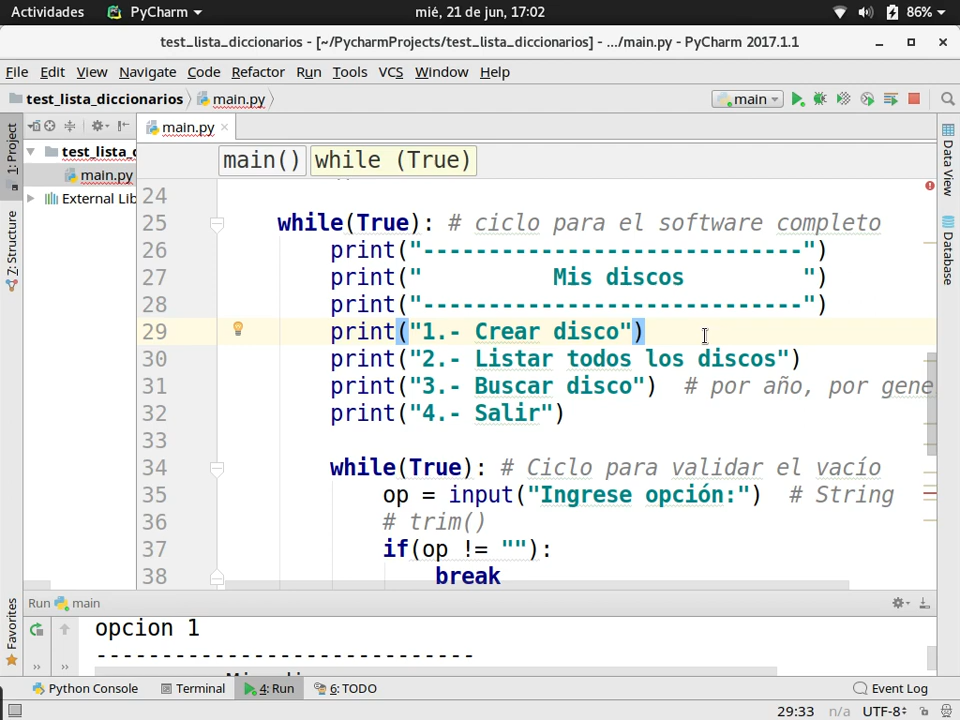 Actividades PyCharm mié, 21 de jun, 17:02 86%
test_lista_diccionarios - [~/PycharmProjects/test_lista_diccionarios] - .../main.py - PyCharm 2017.1.1
File Edit View Navigate Code Refactor Run Tools VCS Window Help
test_lista_diccionarios main.py main
1: Project
7: Structure
Favorites
Data View
Database
test_lista_d
main.py
External Lib
main.py
main() while (True)
24
25 while(True): # ciclo para el software completo
26 print("-----------------------------")
27 print("          Mis discos         ")
28 print("-----------------------------")
29 print("1.- Crear disco")
30 print("2.- Listar todos los discos")
31 print("3.- Buscar disco")  # por año, por gene
32 print("4.- Salir")
33
34 while(True): # Ciclo para validar el vacío
35 op = input("Ingrese opción:")  # String
36 # trim()
37 if(op != ""):
38 break
Run main
opcion 1
-----------------------------
Python Console Terminal 4: Run 6: TODO Event Log
29:33 n/a UTF-8